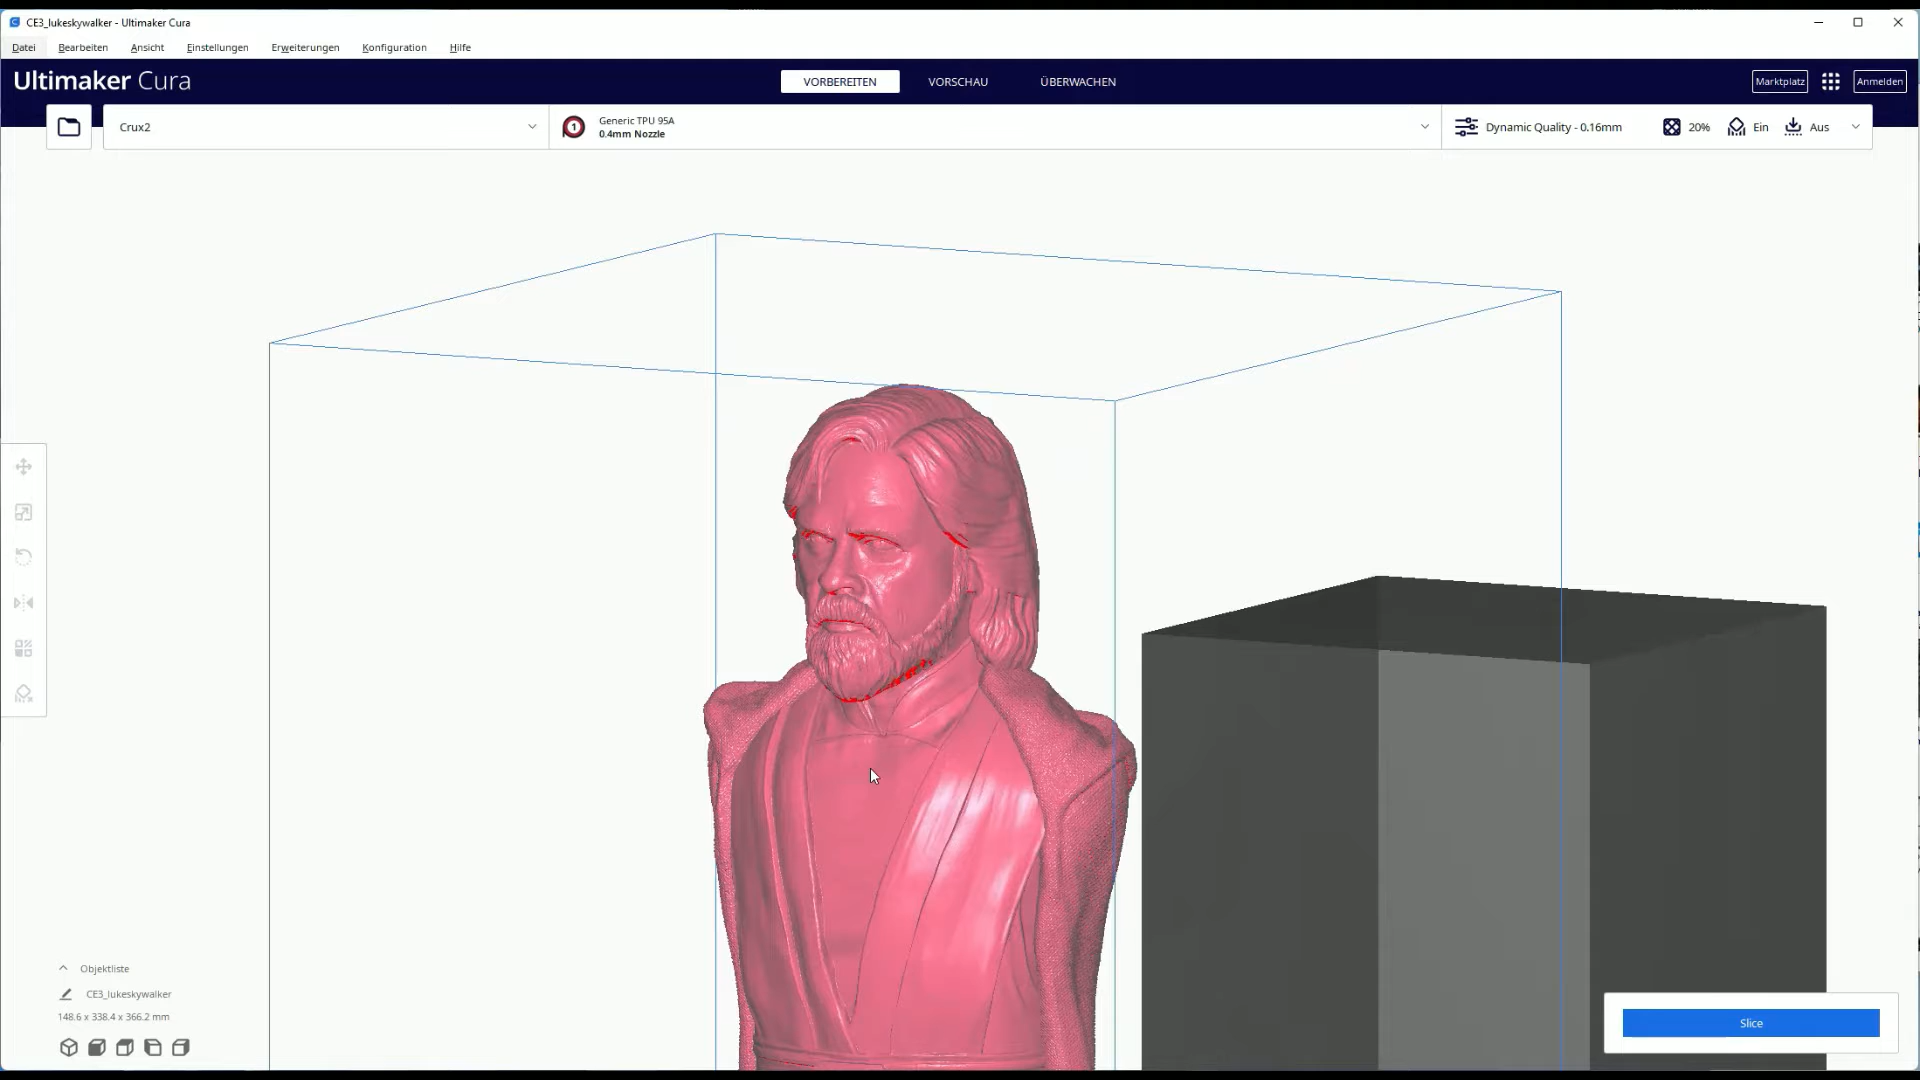 CE3_lukeskywalker - Ultimaker Cura
Datei Bearbeiten Ansicht Einstellungen Erweiterungen Konfiguration Hilfe
Ultimaker Cura
VORBEREITEN VORSCHAU ÜBERWACHEN
Marktplatz
Anmelden
Crux2
1
Generic TPU 95A
0.4mm Nozzle
Dynamic Quality - 0.16mm
20%
Ein
Aus
Objektliste
CE3_lukeskywalker
148.6 x 338.4 x 366.2 mm
Slice